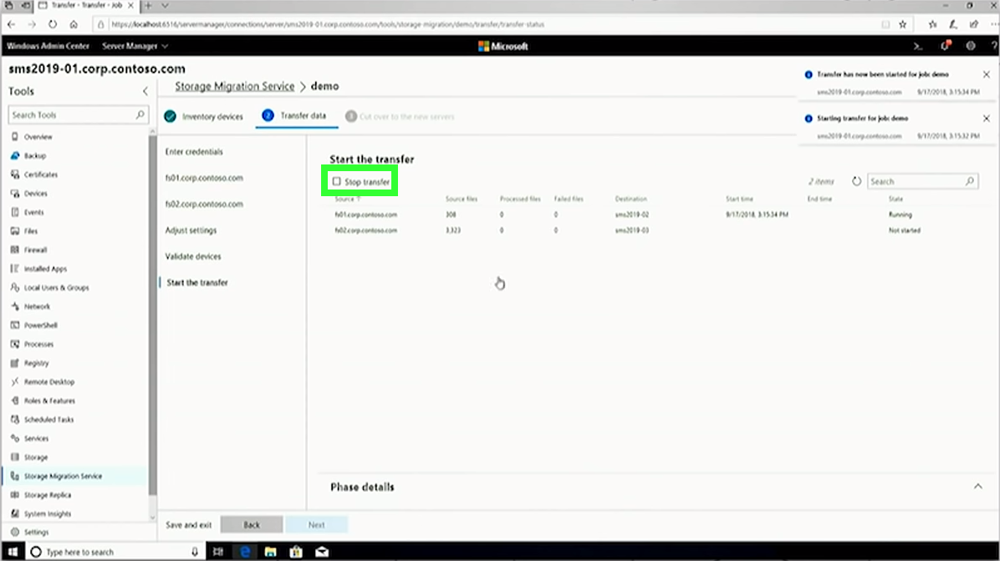 Transfer - Transfer - Job
https://localhost:6516/servermanager/connections/server/sms2019-01.corp.contoso.com/tools/storage-migration/demo/transfer/transfer-status
Windows Admin Center Server Manager Microsoft
sms2019-01.corp.contoso.com
Tools
Search Tools
Overview
Backup
Certificates
Devices
Events
Files
Firewall
Installed Apps
Local Users & Groups
Network
PowerShell
Processes
Registry
Remote Desktop
Roles & Features
Scheduled Tasks
Services
Storage
Storage Migration Service
Storage Replica
System Insights
Settings
Storage Migration Service > demo
Inventory devices 2 Transfer data 3 Cut over to the new servers
Enter credentials
fs01.corp.contoso.com
fs02.corp.contoso.com
Adjust settings
Validate devices
Start the transfer
Transfer has now been started for job: demo
sms2019-01.corp.contoso.com 9/17/2018, 3:15:34 PM
Starting transfer for job: demo
sms2019-01.corp.contoso.com 9/17/2018, 3:15:32 PM
Start the transfer
Stop transfer 2 items Search
Source ↑ Source files Processed files Failed files Destination Start time End time State
fs01.corp.contoso.com 308 0 0 sms2019-02 9/17/2018, 3:15:34 PM Running
fs02.corp.contoso.com 3,323 0 0 sms2019-03 Not started
Phase details
Save and exit Back Next
Type here to search